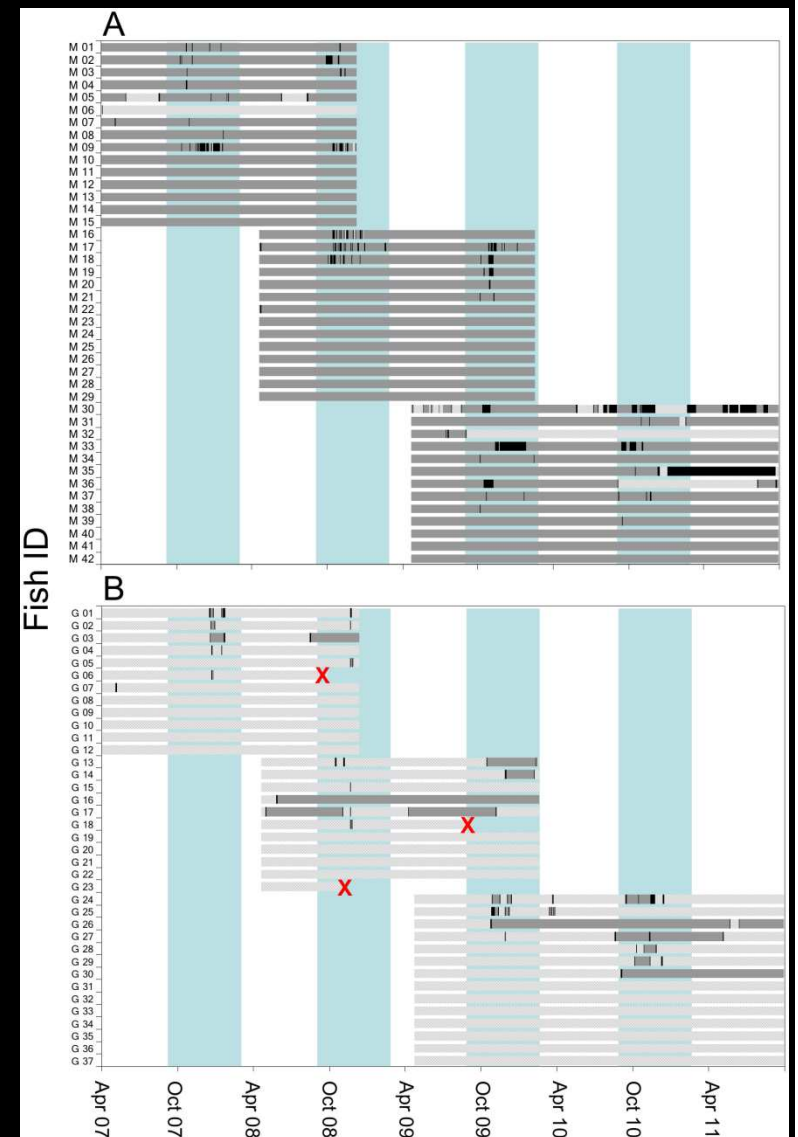 A
M 01
M 02
M 03
M 04
M 05
M 06
M 07
M 08
M 09
M 10
M 11
M 12
M 13
M 14
M 15
M 16
M 17
M 18
M 19
M 20
M 21
M 22
M 23
M 24
M 25
M 26
M 27
M 28
M 29
M 30
M 31
M 32
M 33
M 34
M 35
M 36
M 37
M 38
M 39
M 40
M 41
M 42
Fish ID
B
G 01
G 02
G 03
G 04
G 05
G 06
X
G 07
G 08
G 09
G 10
G 11
G 12
G 13
G 14
G 15
G 16
G 17
G 18
X
G 19
G 20
G 21
G 22
G 23
X
G 24
G 25
G 26
G 27
G 28
G 29
G 30
G 31
G 32
G 33
G 34
G 35
G 36
G 37
Apr 07
Oct 07
Apr 08
Oct 08
Apr 09
Oct 09
Apr 10
Oct 10
Apr 11